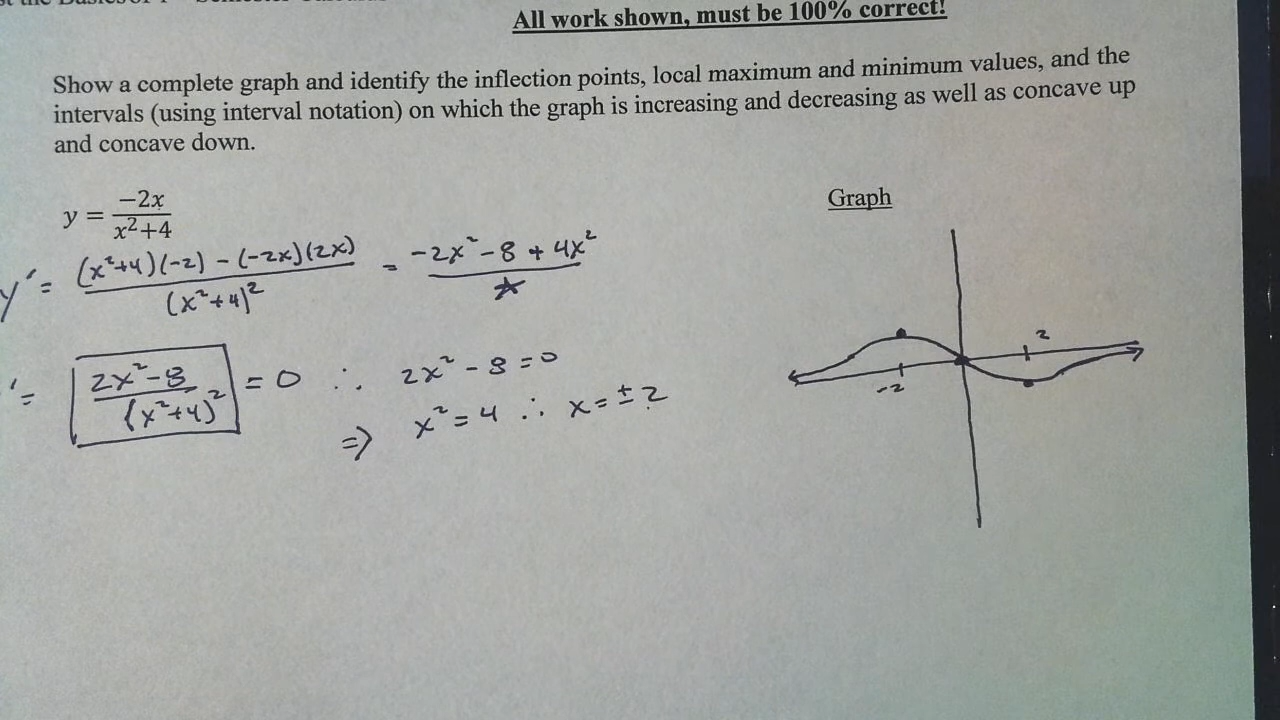 All work shown, must be 100% correct!
Show a complete graph and identify the inflection points, local maximum and minimum values, and the
intervals (using interval notation) on which the graph is increasing and decreasing as well as concave up
and concave down.
y = -2x / x²+4
Graph
y' = (x²+4)(-2) - (-2x)(2x) / (x²+4)² = -2x² - 8 + 4x² / ☆
' = 2x²-8 / (x²+4)² = 0 ∴ 2x² - 8 = 0
⇒ x² = 4 ∴ x = ±2
2
-2